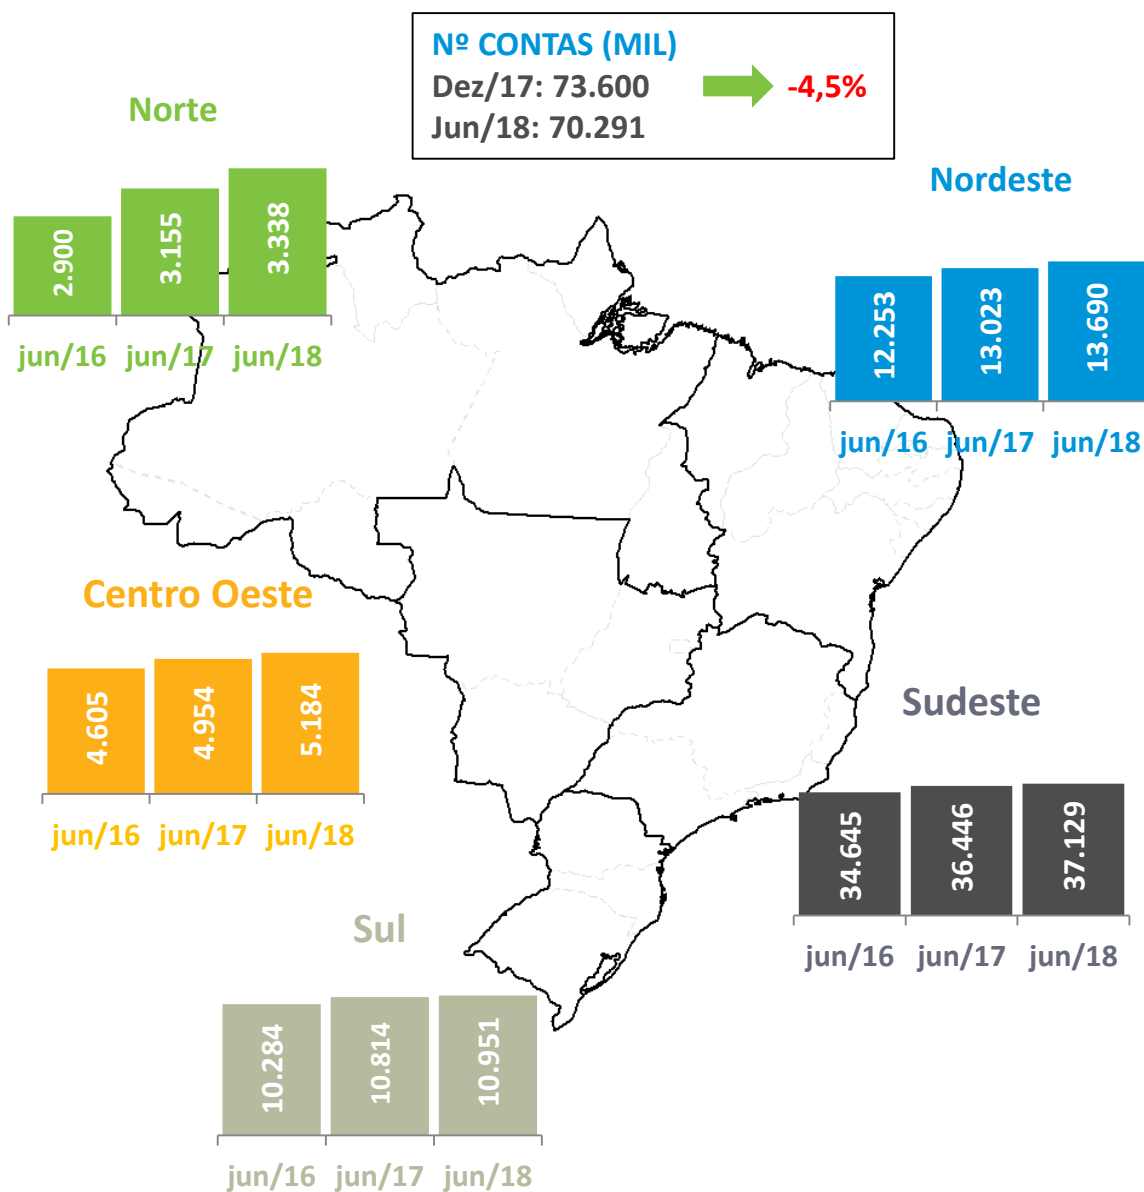 Nº CONTAS (MIL)
Dez/17: 73.600
-4,5%
Jun/18: 70.291
Norte
2.900
3.155
3.338
jun/16
jun/17
jun/18
Nordeste
12.253
13.023
13.690
jun/16
jun/17
jun/18
Centro Oeste
4.605
4.954
5.184
jun/16
jun/17
jun/18
Sudeste
34.645
36.446
37.129
jun/16
jun/17
jun/18
Sul
10.284
10.814
10.951
jun/16
jun/17
jun/18